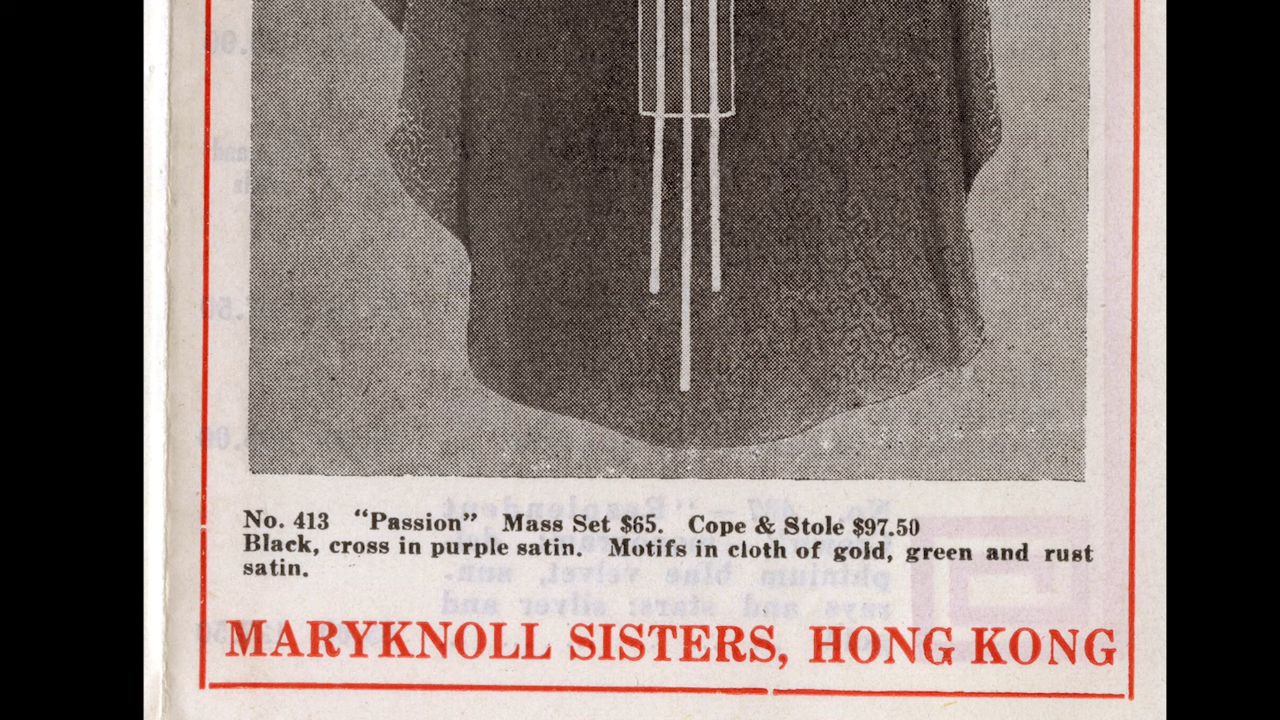 No. 413 “Passion” Mass Set $65. Cope & Stole $97.50
Black, cross in purple satin. Motifs in cloth of gold, green and rust
satin.
MARYKNOLL SISTERS, HONG KONG